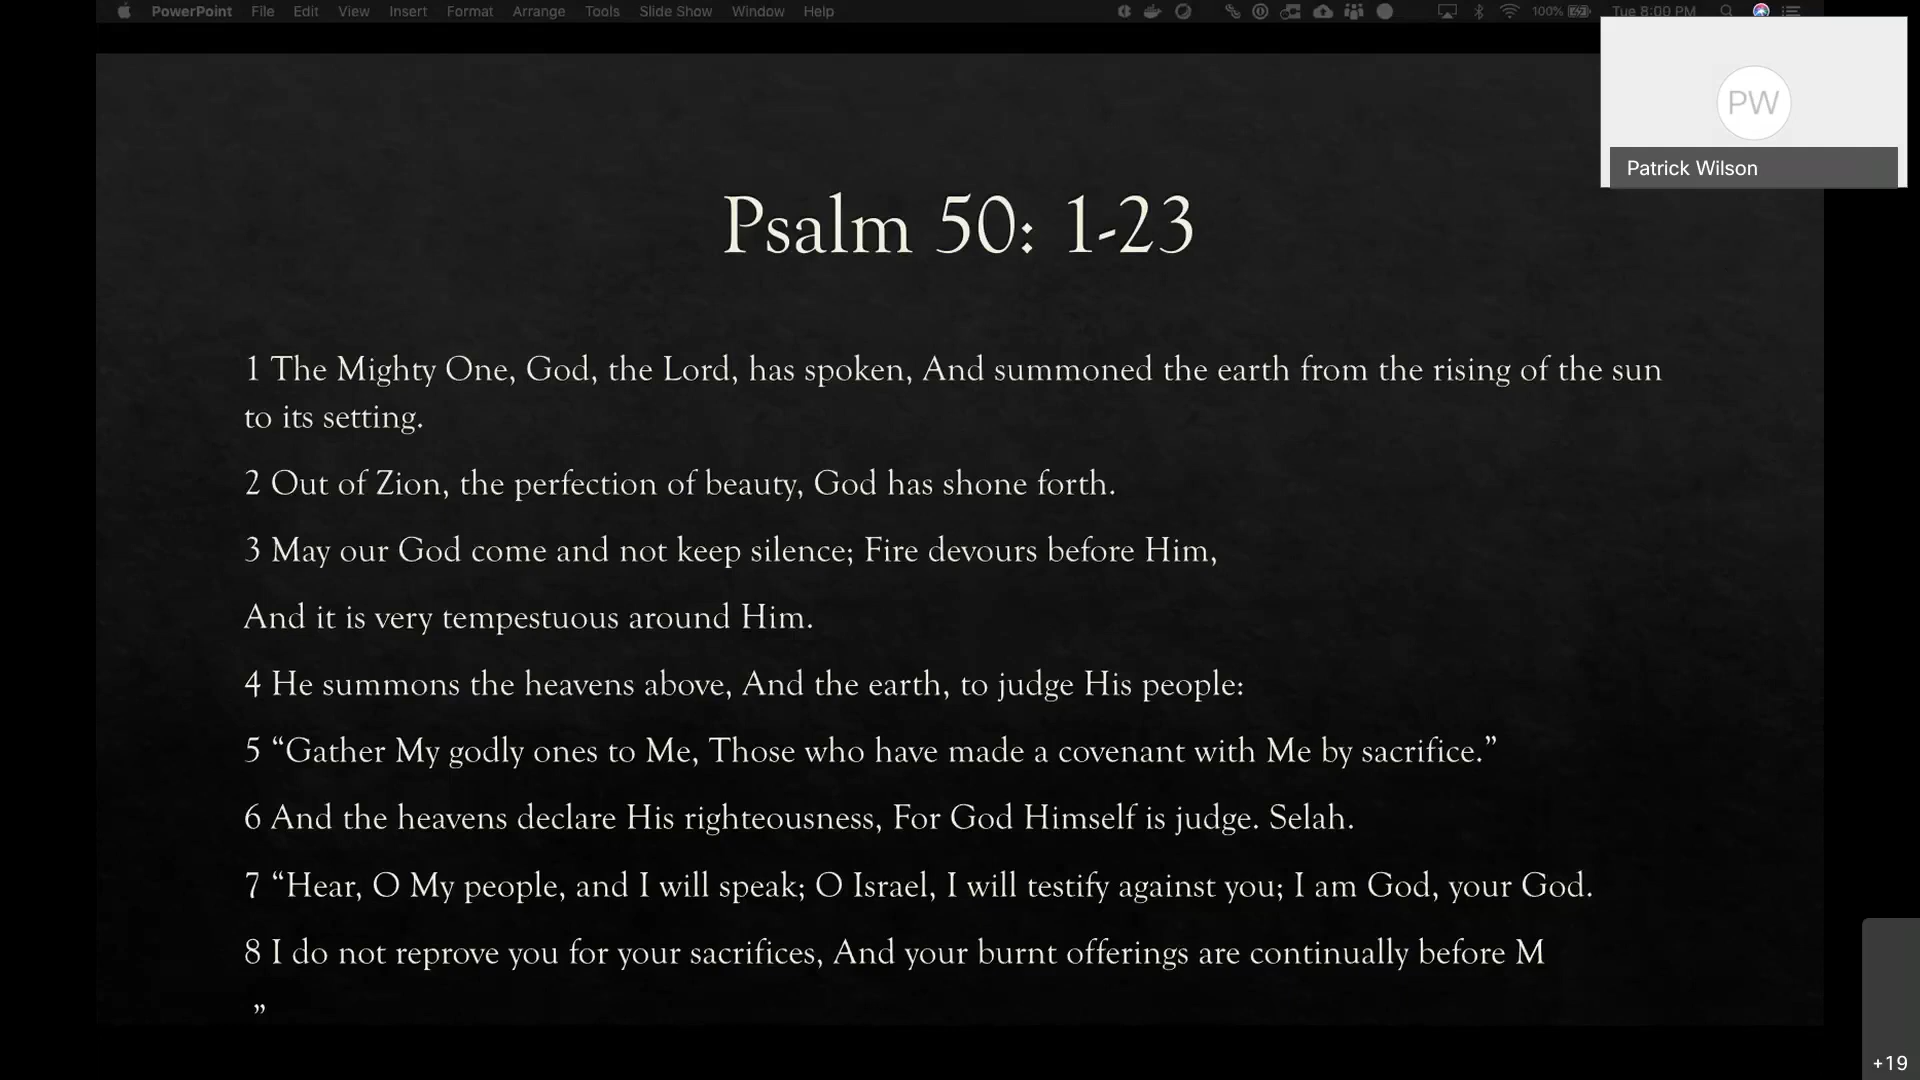 PowerPoint File Edit View Insert Format Arrange Tools Slide Show Window Help 100% Tue 8:00 PM
PW
Patrick Wilson
Psalm 50: 1-23
1 The Mighty One, God, the Lord, has spoken, And summoned the earth from the rising of the sun
to its setting.
2 Out of Zion, the perfection of beauty, God has shone forth.
3 May our God come and not keep silence; Fire devours before Him,
And it is very tempestuous around Him.
4 He summons the heavens above, And the earth, to judge His people:
5 “Gather My godly ones to Me, Those who have made a covenant with Me by sacrifice.”
6 And the heavens declare His righteousness, For God Himself is judge. Selah.
7 “Hear, O My people, and I will speak; O Israel, I will testify against you; I am God, your God.
8 I do not reprove you for your sacrifices, And your burnt offerings are continually before M
”
+19